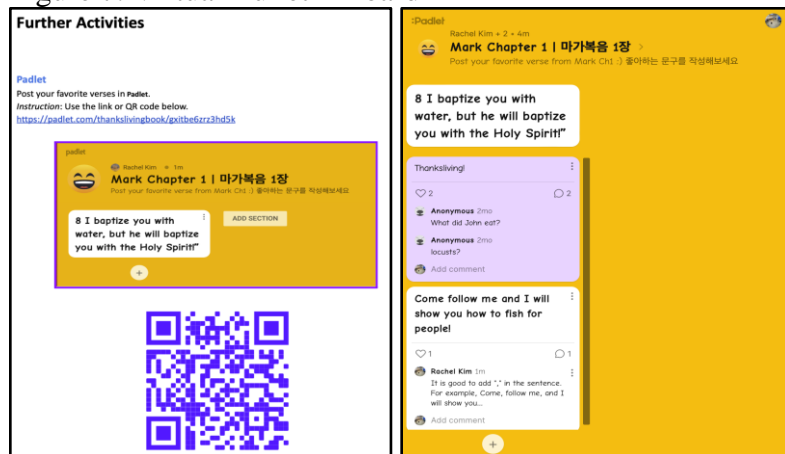 Further Activities
Padlet
Post your favorite verses in Padlet.
Instruction: Use the link or QR code below.
https://padlet.com/thankslivingbook/gxitbe6zrz3hd5k
padlet
Rachel Kim + 1m
Mark Chapter 1 | 마가복음 1장
Post your favorite verse from Mark Ch1 :) 좋아하는 문구를 작성해보세요
8 I baptize you with
water, but he will baptize
you with the Holy Spirit!”
ADD SECTION
:Padlet
Rachel Kim + 2 • 4m
Mark Chapter 1 | 마가복음 1장
Post your favorite verse from Mark Ch1 :) 좋아하는 문구를 작성해보세요
8 I baptize you with
water, but he will baptize
you with the Holy Spirit!”
Thanksliving!
2 2
Anonymous 2mo
What did John eat?
Anonymous 2mo
locusts?
Add comment
Come follow me and I will
show you how to fish for
people!
1 1
Rachel Kim 1m
It is good to add "," in the sentence.
For example, Come, follow me, and I
will show you...
Add comment